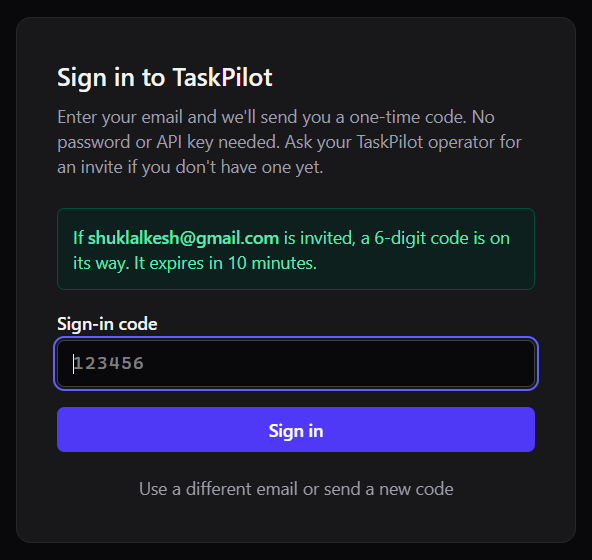 Sign in to TaskPilot
Enter your email and we'll send you a one-time code. No
password or API key needed. Ask your TaskPilot operator for
an invite if you don't have one yet.
If shuklalkesh@gmail.com is invited, a 6-digit code is on
its way. It expires in 10 minutes.
Sign-in code
123456
Sign in
Use a different email or send a new code